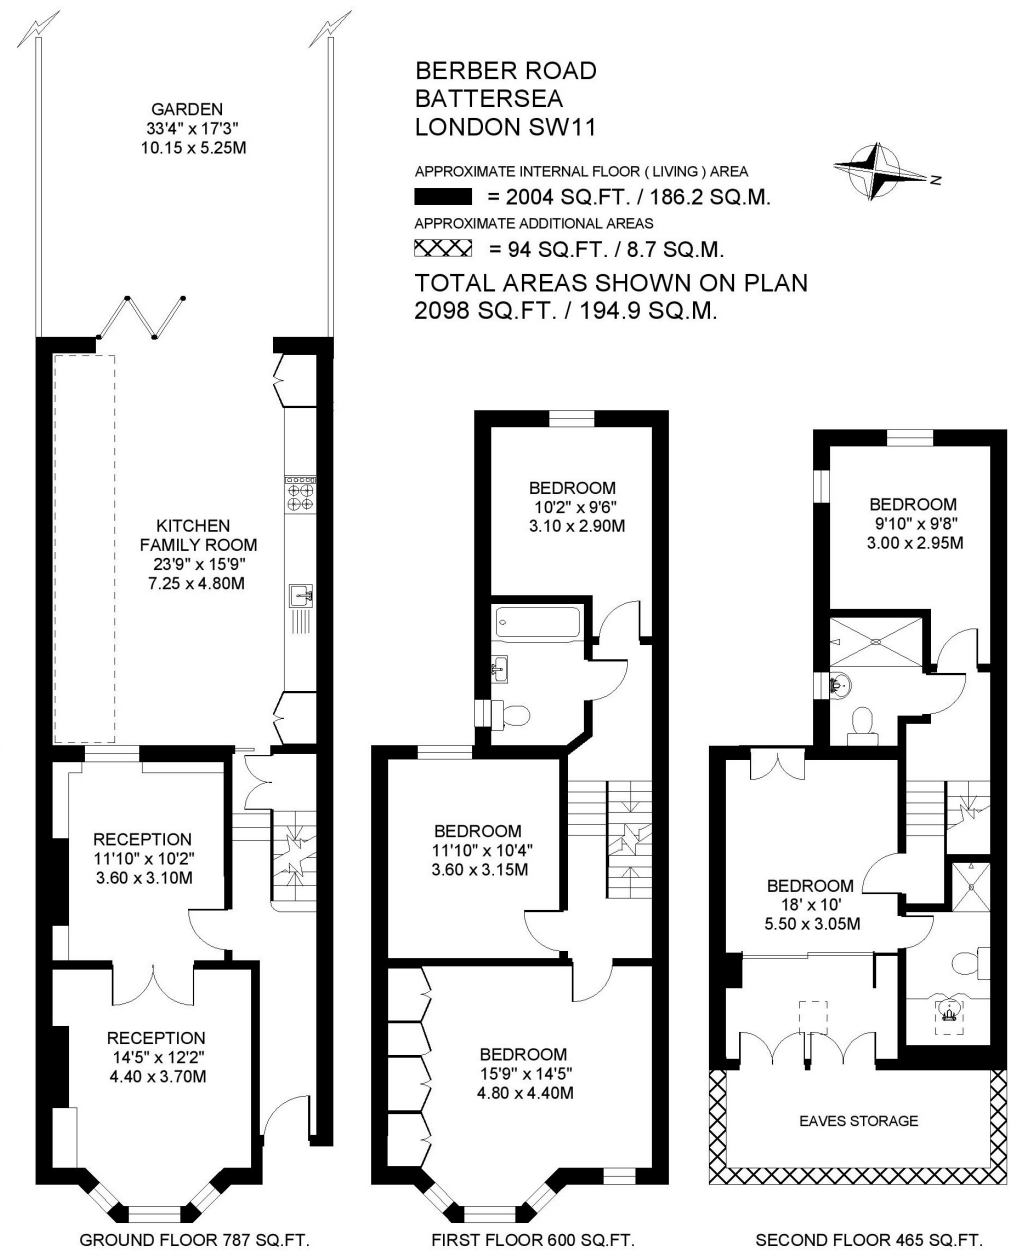 BERBER ROAD
BATTERSEA
LONDON SW11
APPROXIMATE INTERNAL FLOOR ( LIVING ) AREA
= 2004 SQ.FT. / 186.2 SQ.M.
APPROXIMATE ADDITIONAL AREAS
= 94 SQ.FT. / 8.7 SQ.M.
TOTAL AREAS SHOWN ON PLAN
2098 SQ.FT. / 194.9 SQ.M.
N
GARDEN
33'4" x 17'3"
10.15 x 5.25M
KITCHEN
FAMILY ROOM
23'9" x 15'9"
7.25 x 4.80M
RECEPTION
11'10" x 10'2"
3.60 x 3.10M
RECEPTION
14'5" x 12'2"
4.40 x 3.70M
GROUND FLOOR 787 SQ.FT.
BEDROOM
10'2" x 9'6"
3.10 x 2.90M
BEDROOM
11'10" x 10'4"
3.60 x 3.15M
BEDROOM
15'9" x 14'5"
4.80 x 4.40M
FIRST FLOOR 600 SQ.FT.
BEDROOM
9'10" x 9'8"
3.00 x 2.95M
BEDROOM
18' x 10'
5.50 x 3.05M
EAVES STORAGE
SECOND FLOOR 465 SQ.FT.